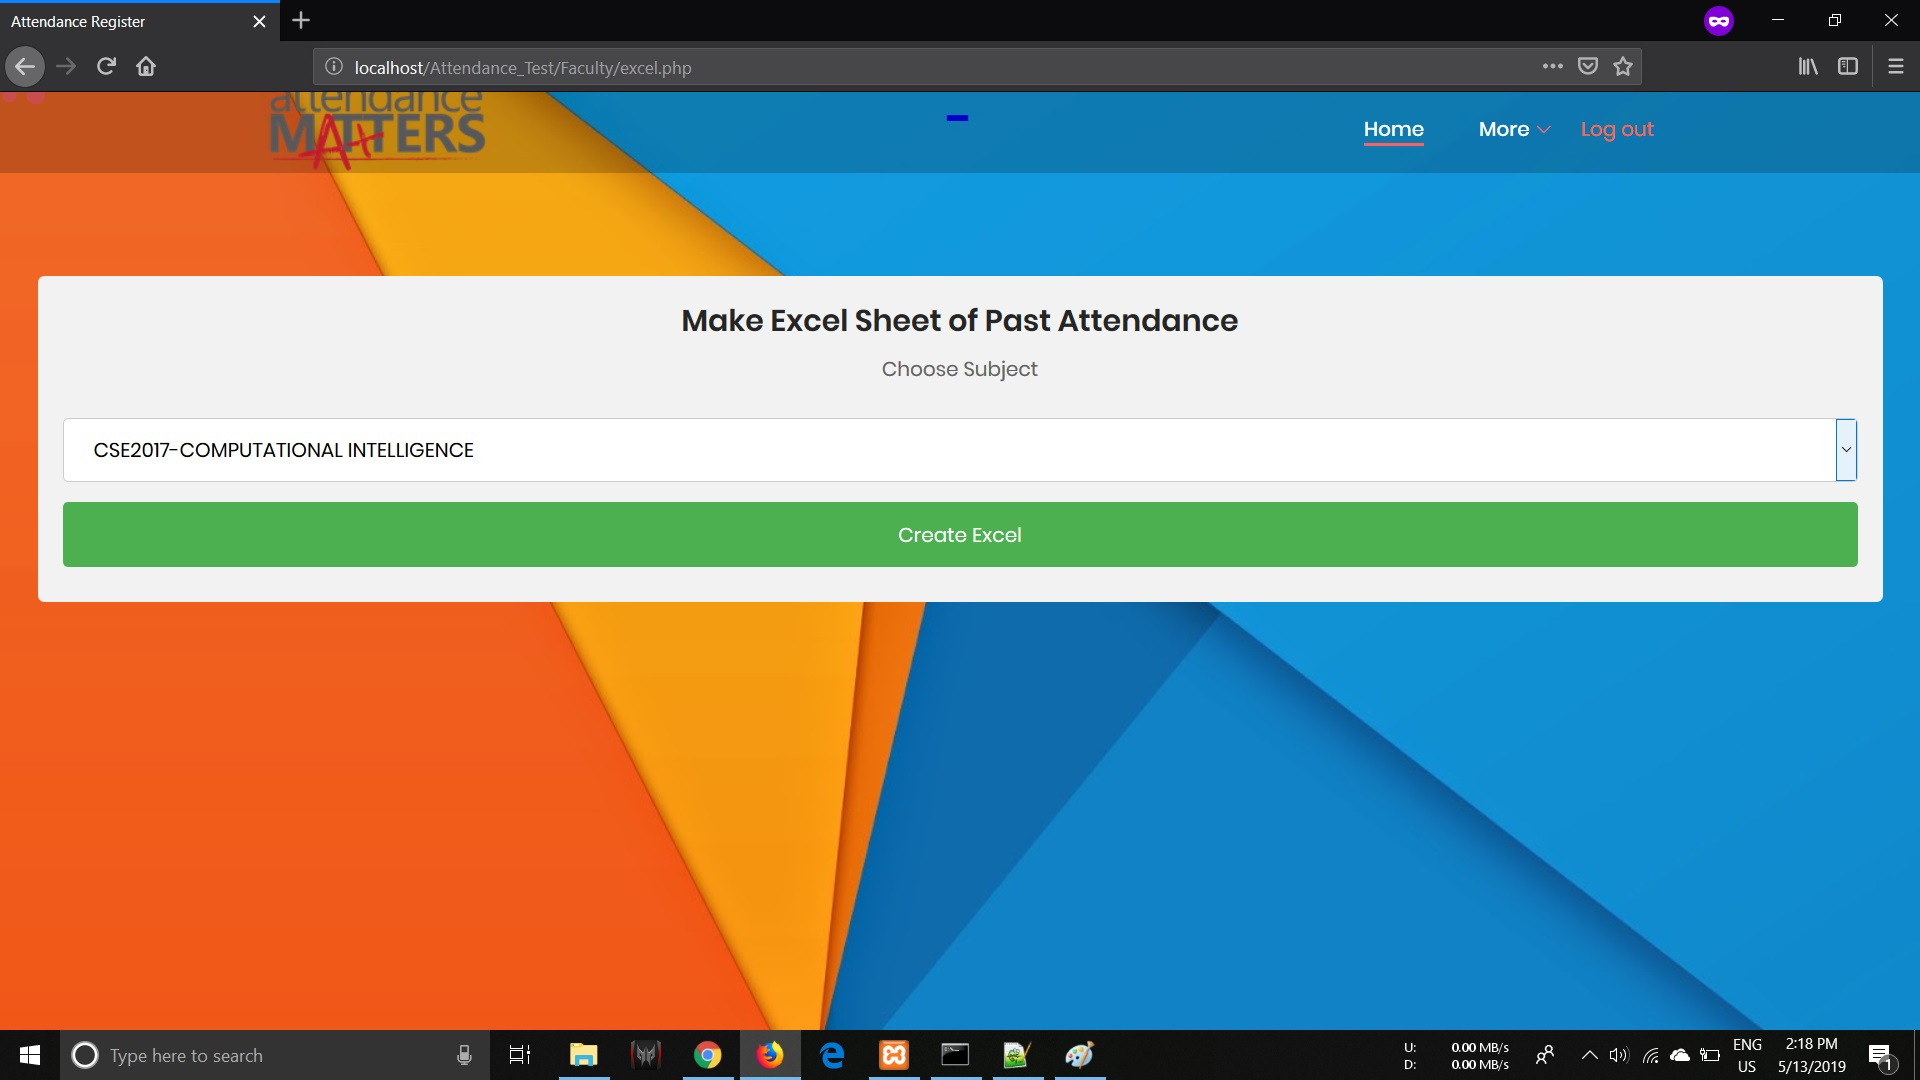 Attendance Register
localhost/Attendance_Test/Faculty/excel.php
attendance
MATTERS
Home
More
Log out
Make Excel Sheet of Past Attendance
Choose Subject
CSE2017-COMPUTATIONAL INTELLIGENCE
Create Excel
Type here to search
U: 0.00 MB/s
D: 0.00 MB/s
ENG
US
2:18 PM
5/13/2019
1